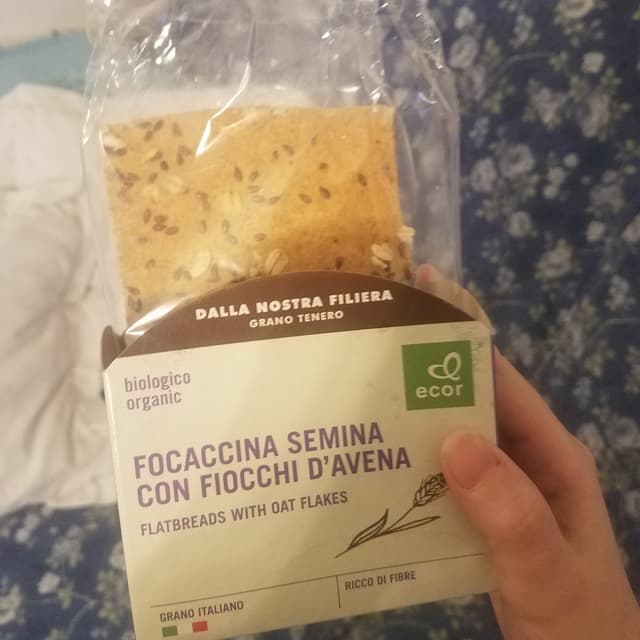 DALLA NOSTRA FILIERA
GRANO TENERO
biologico
organic
ecor
FOCACCINA SEMINA
CON FIOCCHI D'AVENA
FLATBREADS WITH OAT FLAKES
GRANO ITALIANO
RICCO DI FIBRE